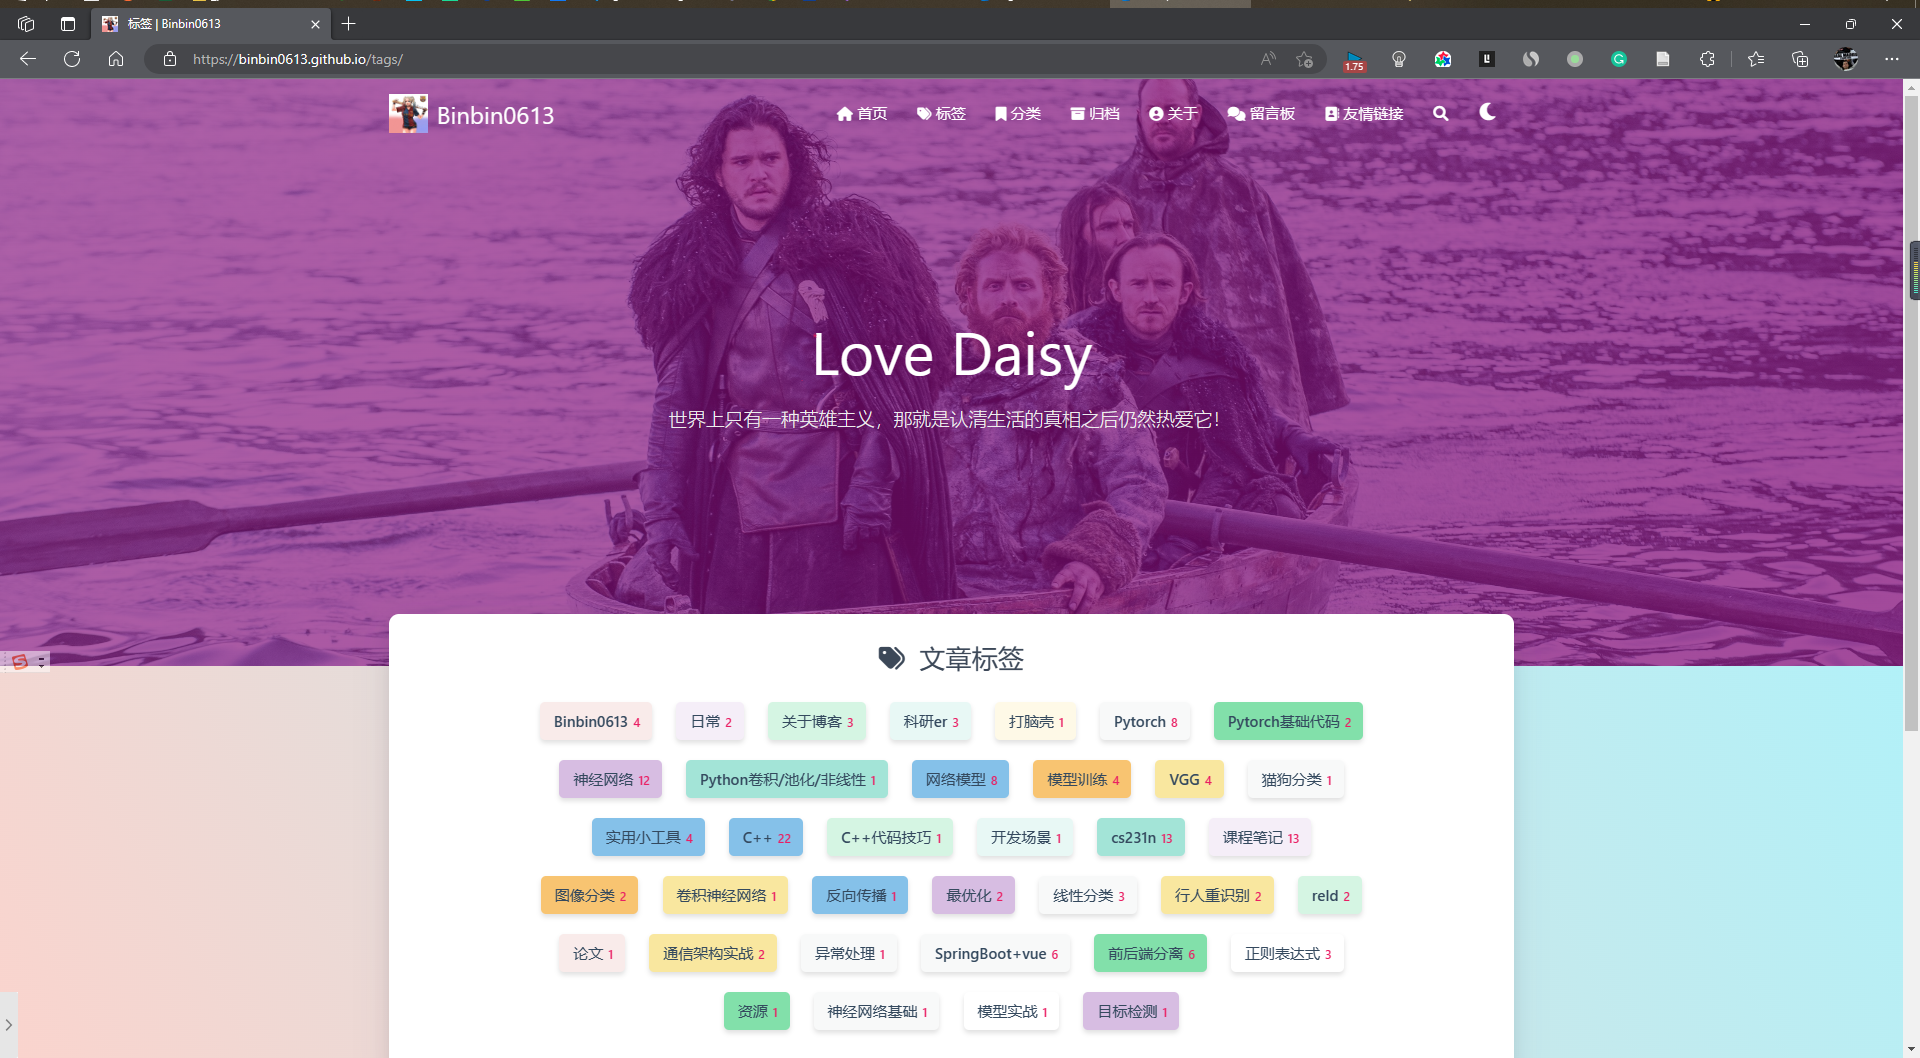 标签 | Binbin0613
https://binbin0613.github.io/tags/
1.75
Binbin0613
首页 标签 分类 归档 关于 留言板 友情链接
Love Daisy
世界上只有一种英雄主义，那就是认清生活的真相之后仍然热爱它！
文章标签
Binbin0613 4 日常 2 关于博客 3 科研er 3 打脑壳 1 Pytorch 8 Pytorch基础代码 2
神经网络 12 Python卷积/池化/非线性 1 网络模型 8 模型训练 4 VGG 4 猫狗分类 1
实用小工具 4 C++ 22 C++代码技巧 1 开发场景 1 cs231n 13 课程笔记 13
图像分类 2 卷积神经网络 1 反向传播 1 最优化 2 线性分类 3 行人重识别 2 reId 2
论文 1 通信架构实战 2 异常处理 1 SpringBoot+vue 6 前后端分离 6 正则表达式 3
资源 1 神经网络基础 1 模型实战 1 目标检测 1